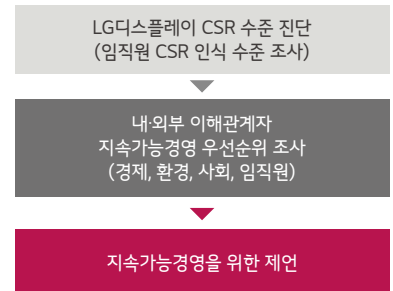 LG디스플레이 CSR 수준 진단
(임직원 CSR 인식 수준 조사)
내·외부 이해관계자
지속가능경영 우선순위 조사
(경제, 환경, 사회, 임직원)
지속가능경영을 위한 제언